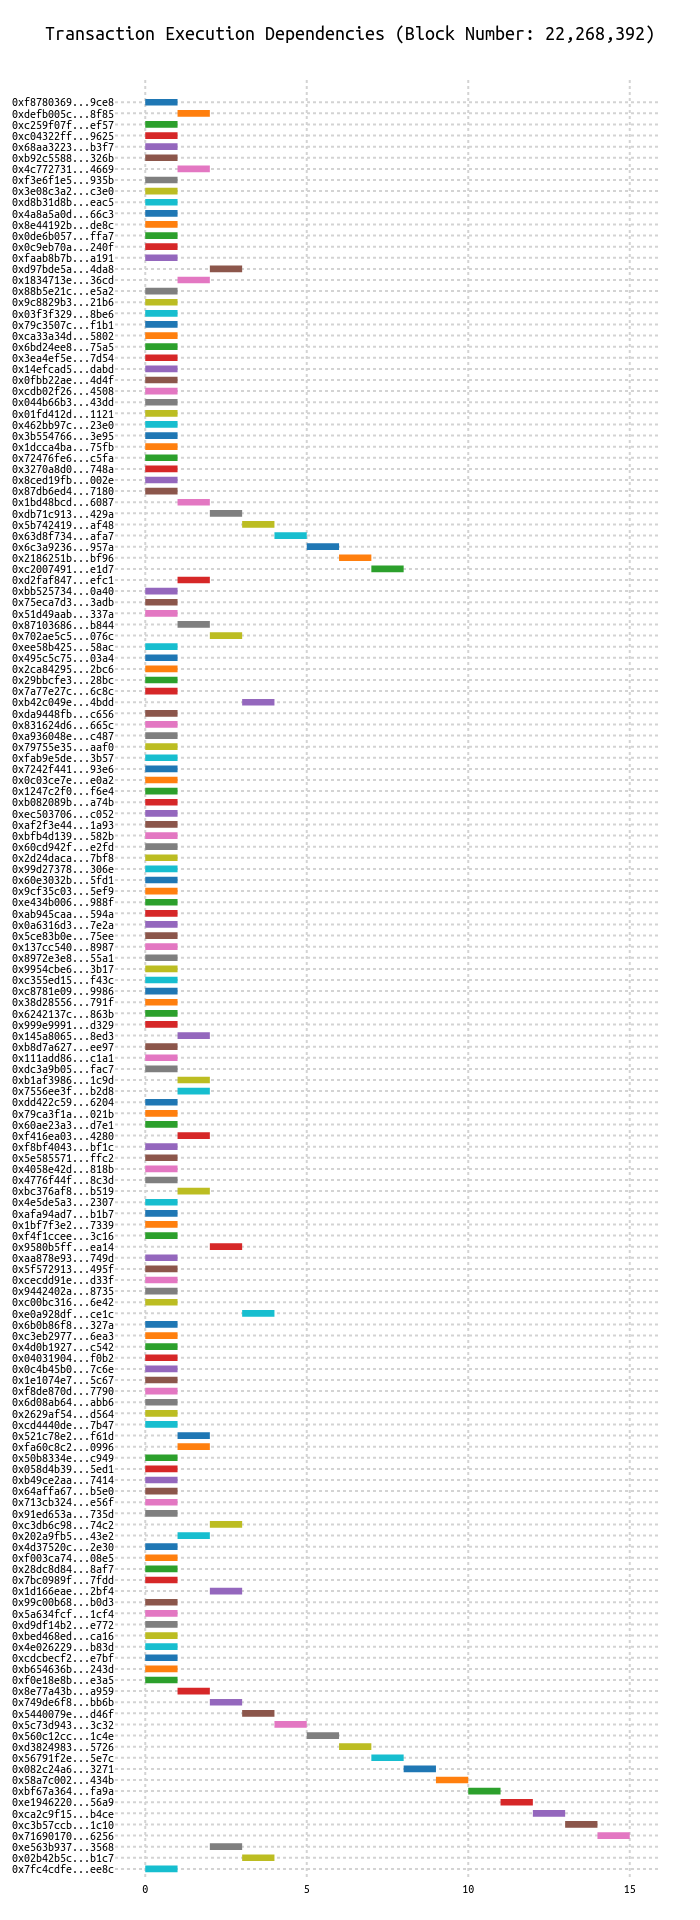 Transaction Execution Dependencies (Block Number: 22,268,392)
0xf8780369...9ce8
0xdefb005c...8f85
0xc259f07f...ef57
0xc04322ff...9625
0x68aa3223...b3f7
0xb92c5588...326b
0x4c772731...4669
0xf3e6f1e5...935b
0x3e08c3a2...c3e0
0xd8b31d8b...eac5
0x4a8a5a0d...66c3
0x8e44192b...de8c
0x0de6b057...ffa7
0x0c9eb70a...240f
0xfaab8b7b...a191
0xd97bde5a...4da8
0x1834713e...36cd
0x88b5e21c...e5a2
0x9c8829b3...21b6
0x03f3f329...8be6
0x79c3507c...f1b1
0xca33a34d...5802
0x6bd24ee8...75a5
0x3ea4ef5e...7d54
0x14efcad5...dabd
0x0fbb22ae...4d4f
0xcdb02f26...4508
0x044b66b3...43dd
0x01fd412d...1121
0x462bb97c...23e0
0x3b554766...3e95
0x1dcca4ba...75fb
0x72476fe6...c5fa
0x3270a8d0...748a
0x8ced19fb...002e
0x87db6ed4...7180
0x1bd48bcd...6087
0xdb71c913...429a
0x5b742419...af48
0x63d8f734...afa7
0x6c3a9236...957a
0x2186251b...bf96
0xc2007491...e1d7
0xd2faf847...efc1
0xbb525734...0a40
0x75eca7d3...3adb
0x51d49aab...337a
0x87103686...b844
0x702ae5c5...076c
0xee58b425...58ac
0x495c5c75...03a4
0x2ca84295...2bc6
0x29bbcfe3...28bc
0x7a77e27c...6c8c
0xb42c049e...4bdd
0xda9448fb...c656
0x831624d6...665c
0xa936048e...c487
0x79755e35...aaf0
0xfab9e5de...3b57
0x7242f441...93e6
0x0c03ce7e...e0a2
0x1247c2f0...f6e4
0xb082089b...a74b
0xec503706...c052
0xaf2f3e44...1a93
0xbfb4d139...582b
0x60cd942f...e2fd
0x2d24daca...7bf8
0x99d27378...306e
0x60e3032b...5fd1
0x9cf35c03...5ef9
0xe434b006...988f
0xab945caa...594a
0x0a6316d3...7e2a
0x5ce83b0e...75ee
0x137cc540...8987
0x8972e3e8...55a1
0x9954cbe6...3b17
0xc355ed15...f43c
0xc8781e09...9986
0x38d28556...791f
0x6242137c...863b
0x999e9991...d329
0x145a8065...8ed3
0xb8d7a627...ee97
0x111add86...c1a1
0xdc3a9b05...fac7
0xb1af3986...1c9d
0x7556ee3f...b2d8
0xdd422c59...6204
0x79ca3f1a...021b
0x60ae23a3...d7e1
0xf416ea03...4280
0xf8bf4043...bf1c
0x5e585571...ffc2
0x4058e42d...818b
0x4776f44f...8c3d
0xbc376af8...b519
0x4e5de5a3...2307
0xafa94ad7...b1b7
0x1bf7f3e2...7339
0xf4f1ccee...3c16
0x9580b5ff...ea14
0xaa878e93...749d
0x5f572913...495f
0xcecdd91e...d33f
0x9442402a...8735
0xc00bc316...6e42
0xe0a928df...ce1c
0x6b0b86f8...327a
0xc3eb2977...6ea3
0x4d0b1927...c542
0x04031904...f0b2
0x0c4b45b0...7c6e
0x1e1074e7...5c67
0xf8de870d...7790
0x6d08ab64...abb6
0x2629af54...d564
0xcd4440de...7b47
0x521c78e2...f61d
0xfa60c8c2...0996
0x50b8334e...c949
0x058d4b39...5ed1
0xb49ce2aa...7414
0x64affa67...b5e0
0x713cb324...e56f
0x91ed653a...735d
0xc3db6c98...74c2
0x202a9fb5...43e2
0x4d37520c...2e30
0xf003ca74...08e5
0x28dc8d84...8af7
0x7bc0989f...7fdd
0x1d166eae...2bf4
0x99c00b68...b0d3
0x5a634fcf...1cf4
0xd9df14b2...e772
0xbed468ed...ca16
0x4e026229...b83d
0xcdcbecf2...e7bf
0xb654636b...243d
0xf0e18e8b...e3a5
0x8e77a43b...a959
0x749de6f8...bb6b
0x5440079e...d46f
0x5c73d943...3c32
0x560c12cc...1c4e
0xd3824983...5726
0x56791f2e...5e7c
0x082c24a6...3271
0x58a7c002...434b
0xbf67a364...fa9a
0xe1946220...56a9
0xca2c9f15...b4ce
0xc3b57ccb...1c10
0x71690170...6256
0xe563b937...3568
0x02b42b5c...b1c7
0x7fc4cdfe...ee8c
0 5 10 15